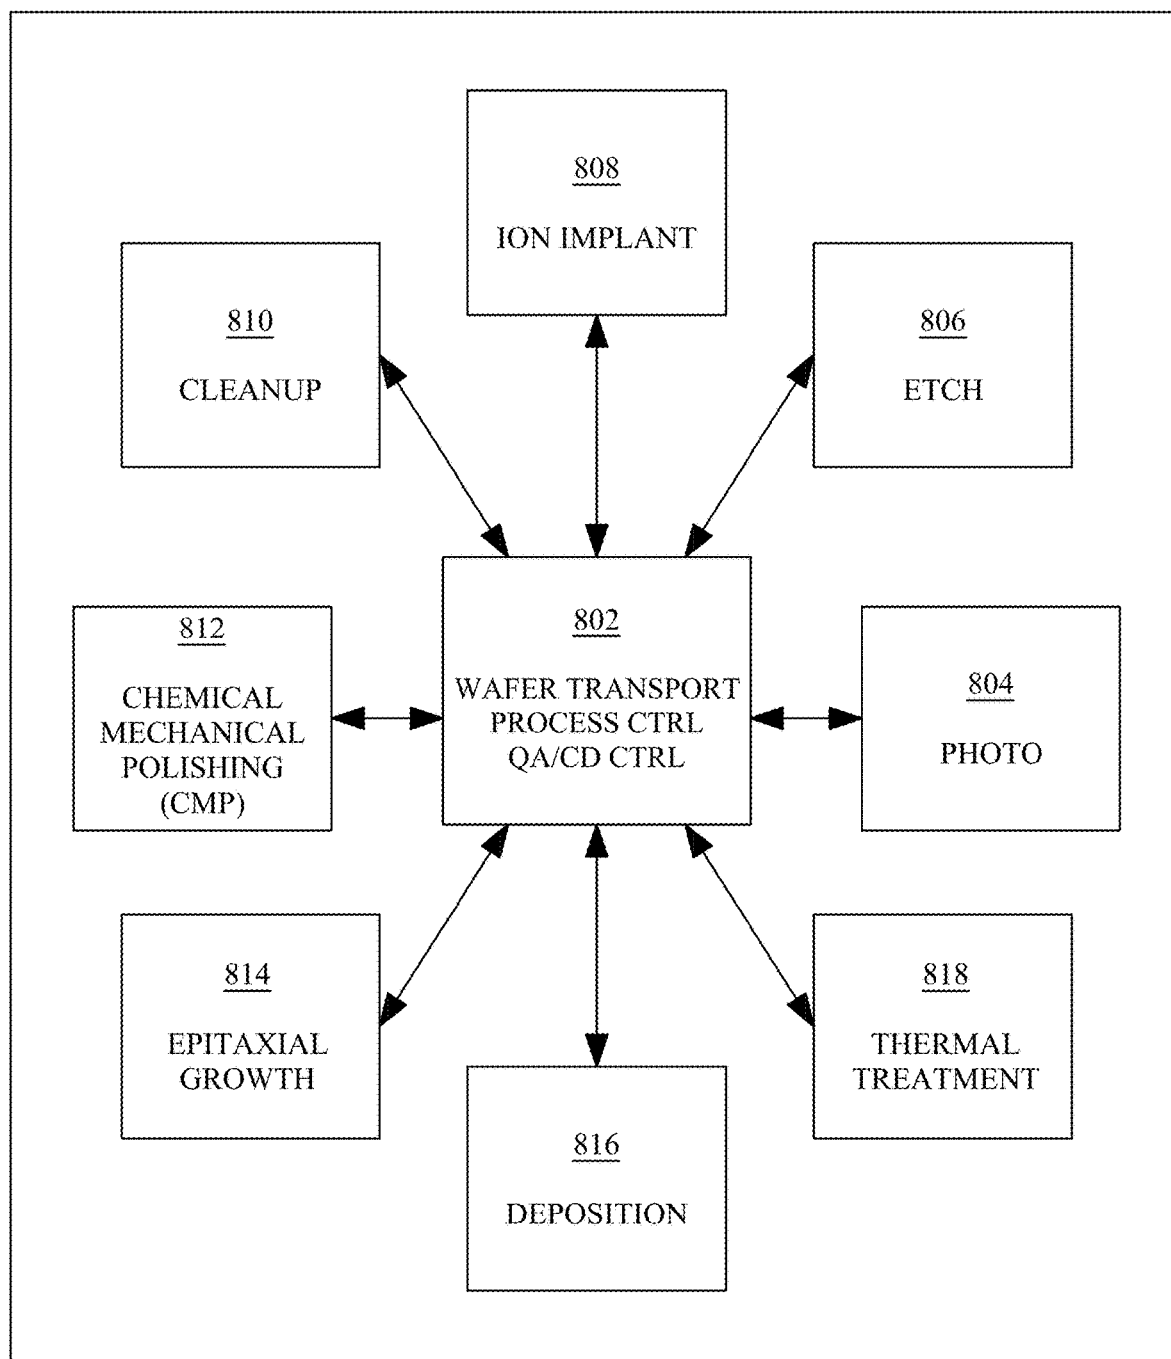 808
ION IMPLANT
810
CLEANUP
806
ETCH
812
CHEMICAL
MECHANICAL
POLISHING
(CMP)
802
WAFER TRANSPORT
PROCESS CTRL
QA/CD CTRL
804
PHOTO
814
EPITAXIAL
GROWTH
818
THERMAL
TREATMENT
816
DEPOSITION